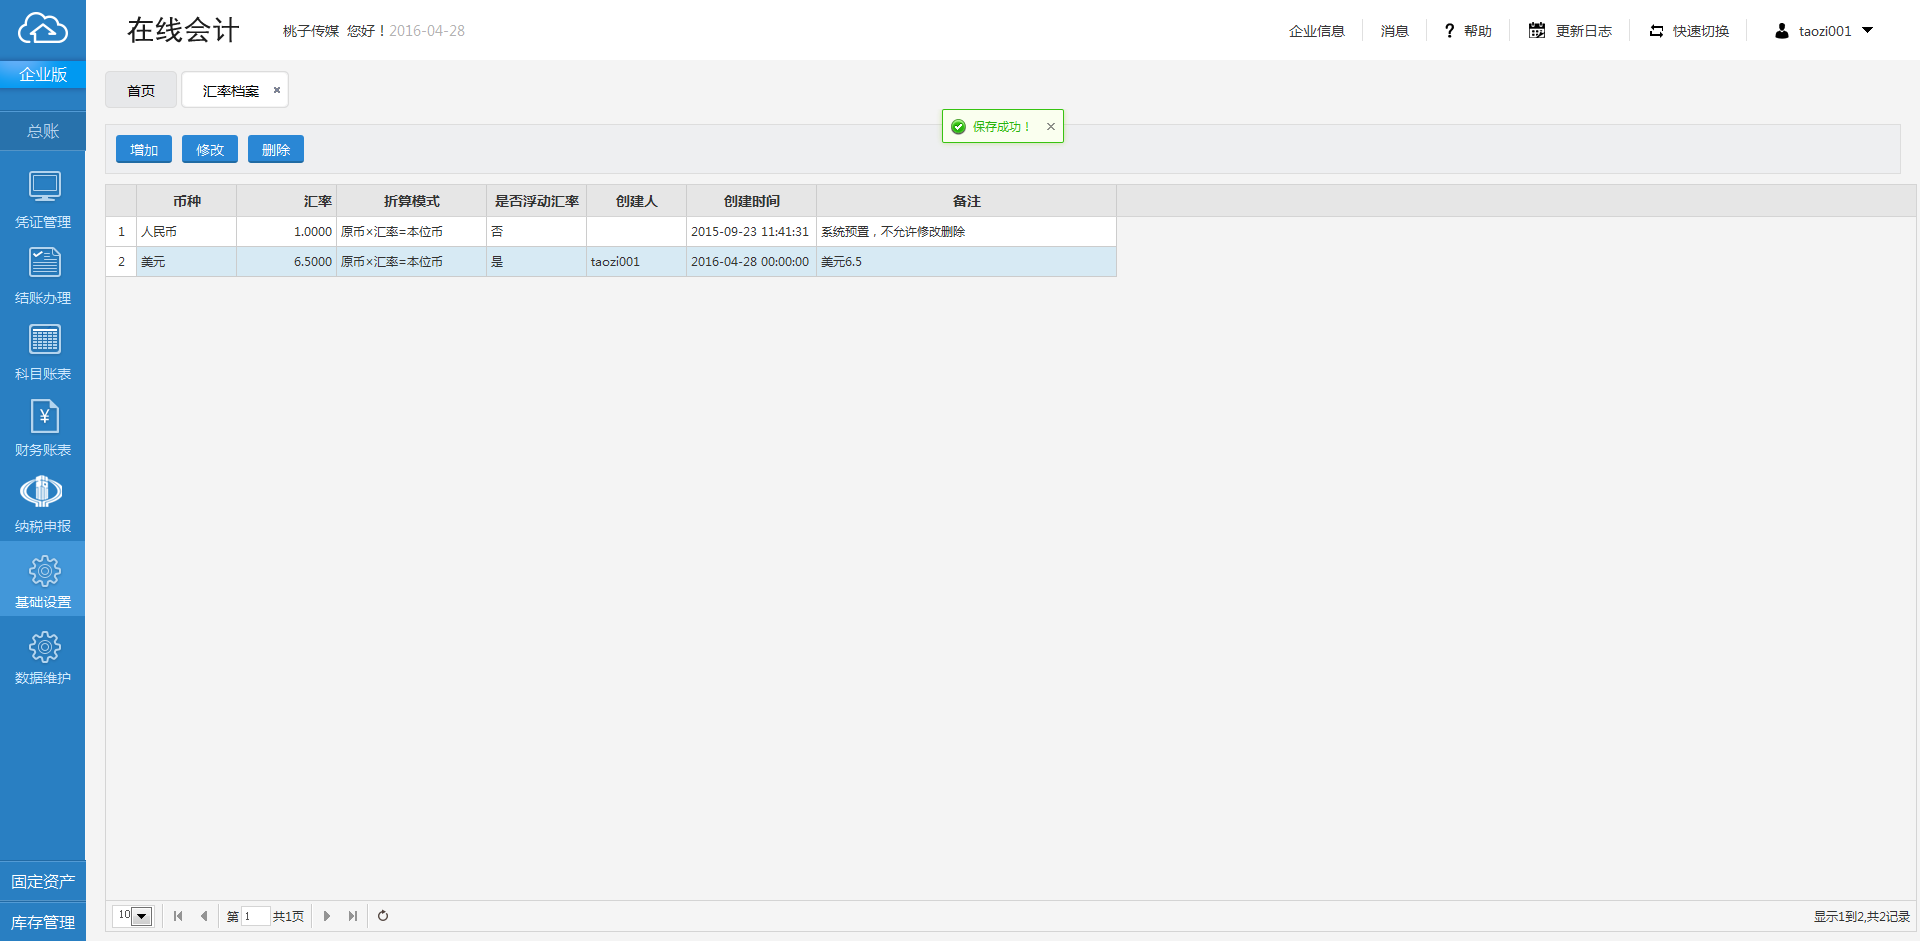 在线会计
桃子传媒 您好！2016-04-28
企业信息
消息
? 帮助
更新日志
快速切换
taozi001
企业版
总账
凭证管理
结账办理
科目账表
¥
财务账表
纳税申报
基础设置
数据维护
固定资产
库存管理
首页
汇率档案 ×
保存成功！ ×
增加 修改 删除
币种 汇率 折算模式 是否浮动汇率 创建人 创建时间 备注
1 人民币 1.0000 原币×汇率=本位币 否 2015-09-23 11:41:31 系统预置，不允许修改删除
2 美元 6.5000 原币×汇率=本位币 是 taozi001 2016-04-28 00:00:00 美元6.5
10 第 1 共1页
显示1到2,共2记录